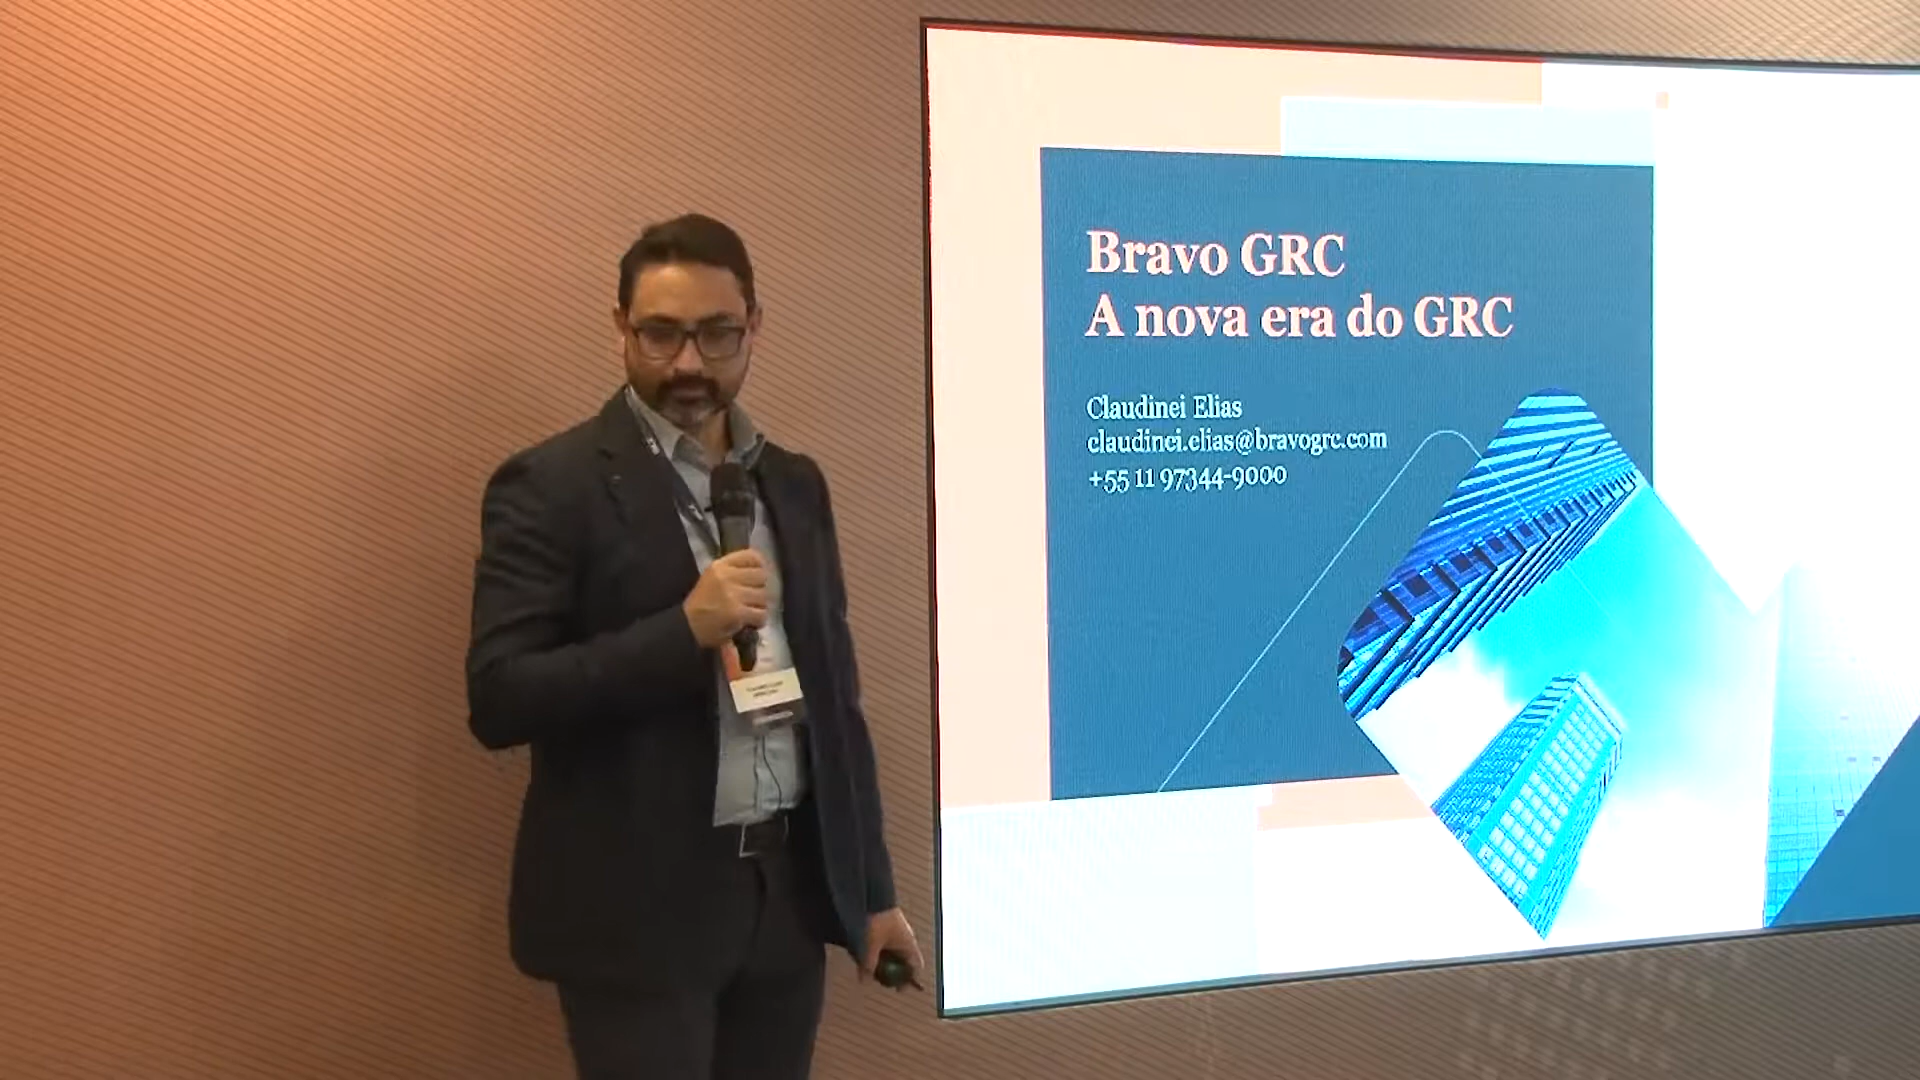 Bravo GRC
A nova era do GRC
Claudinei Elias
claudinei.elias@bravogrc.com
+55 11 97344-9000